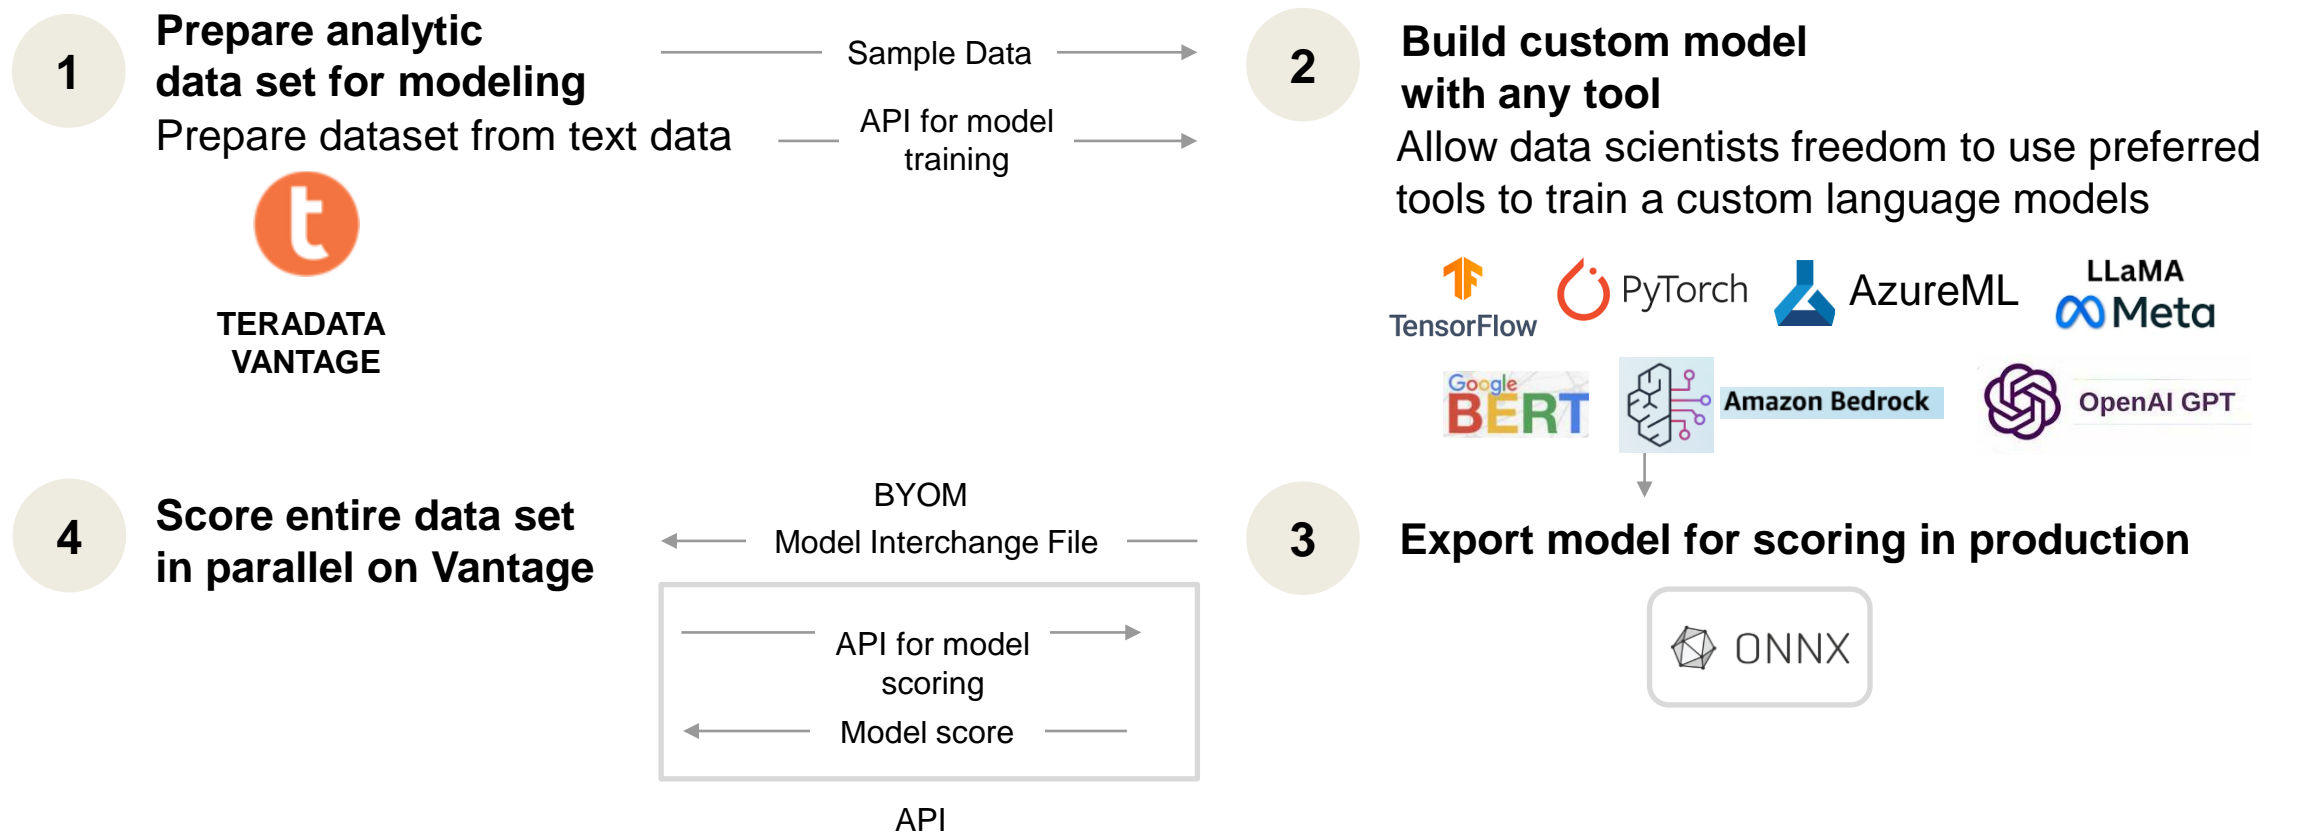 1
Prepare analytic
data set for modeling
Prepare dataset from text data
TERADATA
VANTAGE
Sample Data
API for model
training
2
Build custom model
with any tool
Allow data scientists freedom to use preferred
tools to train a custom language models
TensorFlow
PyTorch
AzureML
LLaMA
Meta
Google
BERT
Amazon Bedrock
OpenAI GPT
3
Export model for scoring in production
ONNX
BYOM
Model Interchange File
API for model
scoring
Model score
API
4
Score entire data set
in parallel on Vantage